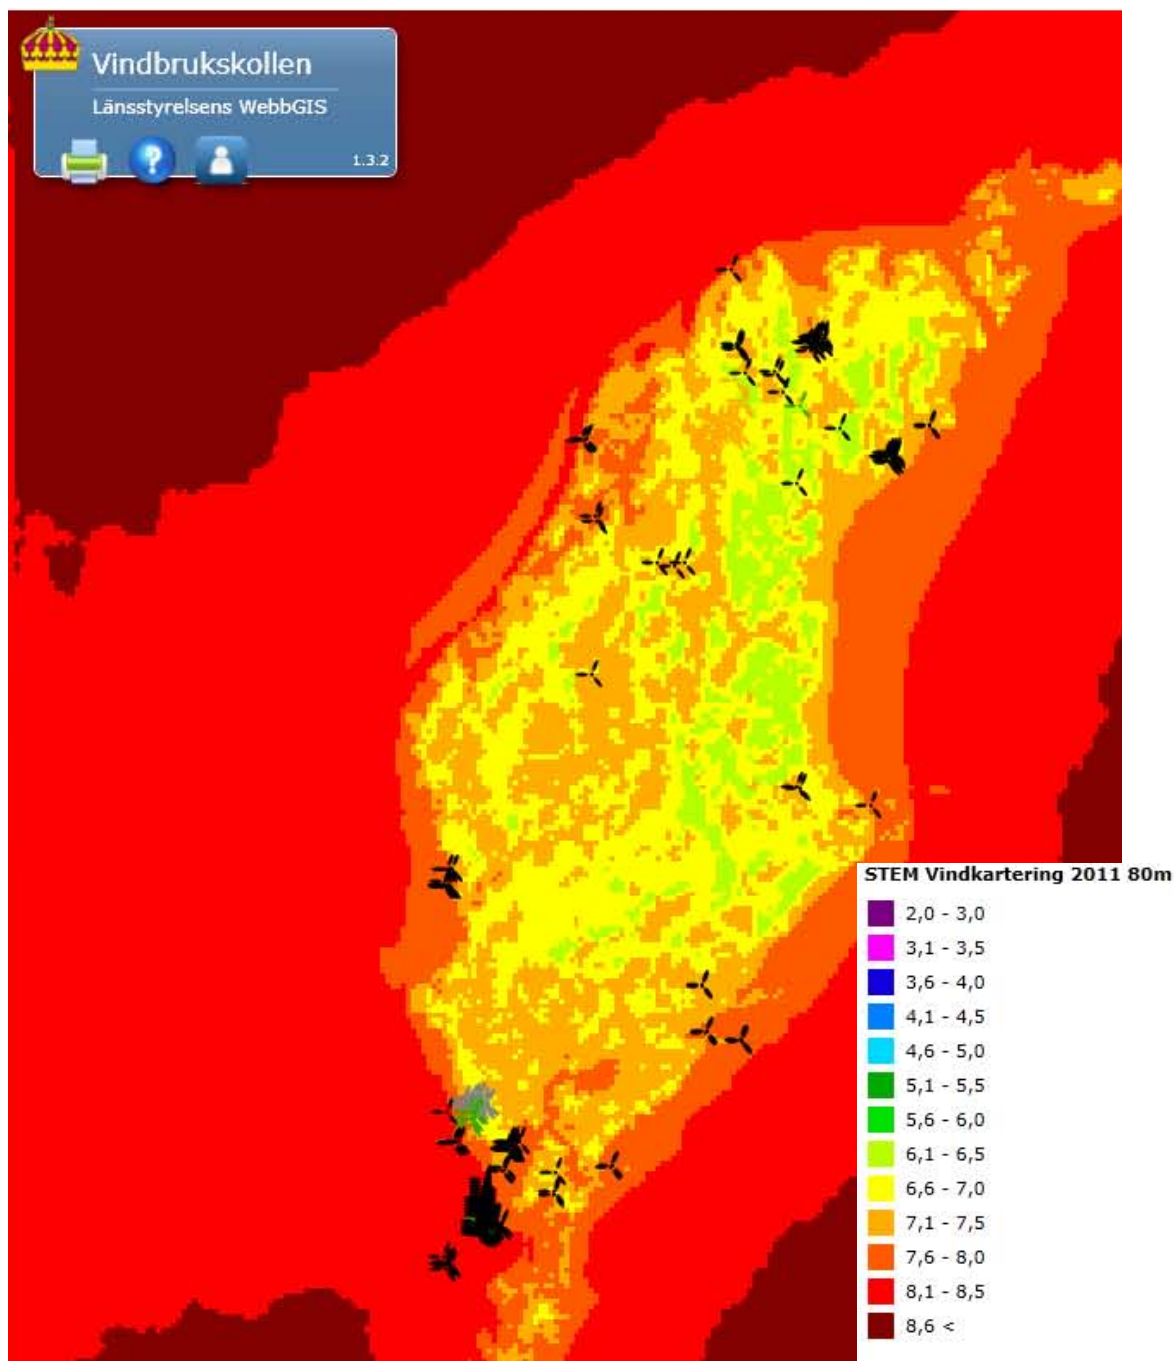 Vindbrukskollen
Länsstyrelsens WebbGIS
?
1.3.2
STEM Vindkartering 2011 80m
2,0 - 3,0
3,1 - 3,5
3,6 - 4,0
4,1 - 4,5
4,6 - 5,0
5,1 - 5,5
5,6 - 6,0
6,1 - 6,5
6,6 - 7,0
7,1 - 7,5
7,6 - 8,0
8,1 - 8,5
8,6 <